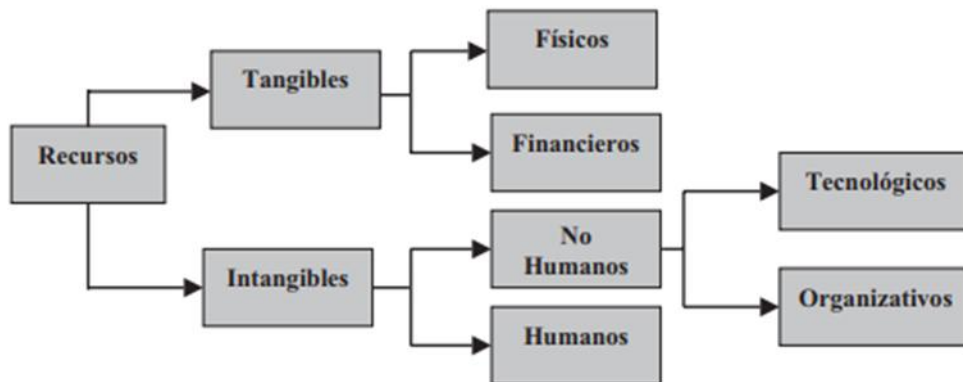 Físicos
Tangibles
Recursos
Financieros
Tecnológicos
No
Humanos
Intangibles
Organizativos
Humanos